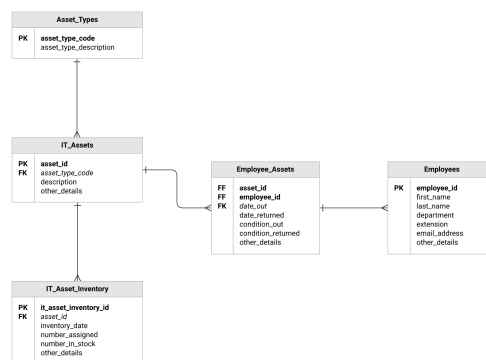 Asset_Types
PK asset_type_code
asset_type_description
IT_Assets
PK asset_id
FK asset_type_code
description
other_details
Employee_Assets
FF asset_id
FF employee_id
FK date_out
date_returned
condition_out
condition_returned
other_details
Employees
PK employee_id
first_name
last_name
department
extension
email_address
other_details
IT_Asset_Inventory
PK it_asset_inventory_id
FK asset_id
inventory_date
number_assigned
number_in_stock
other_details